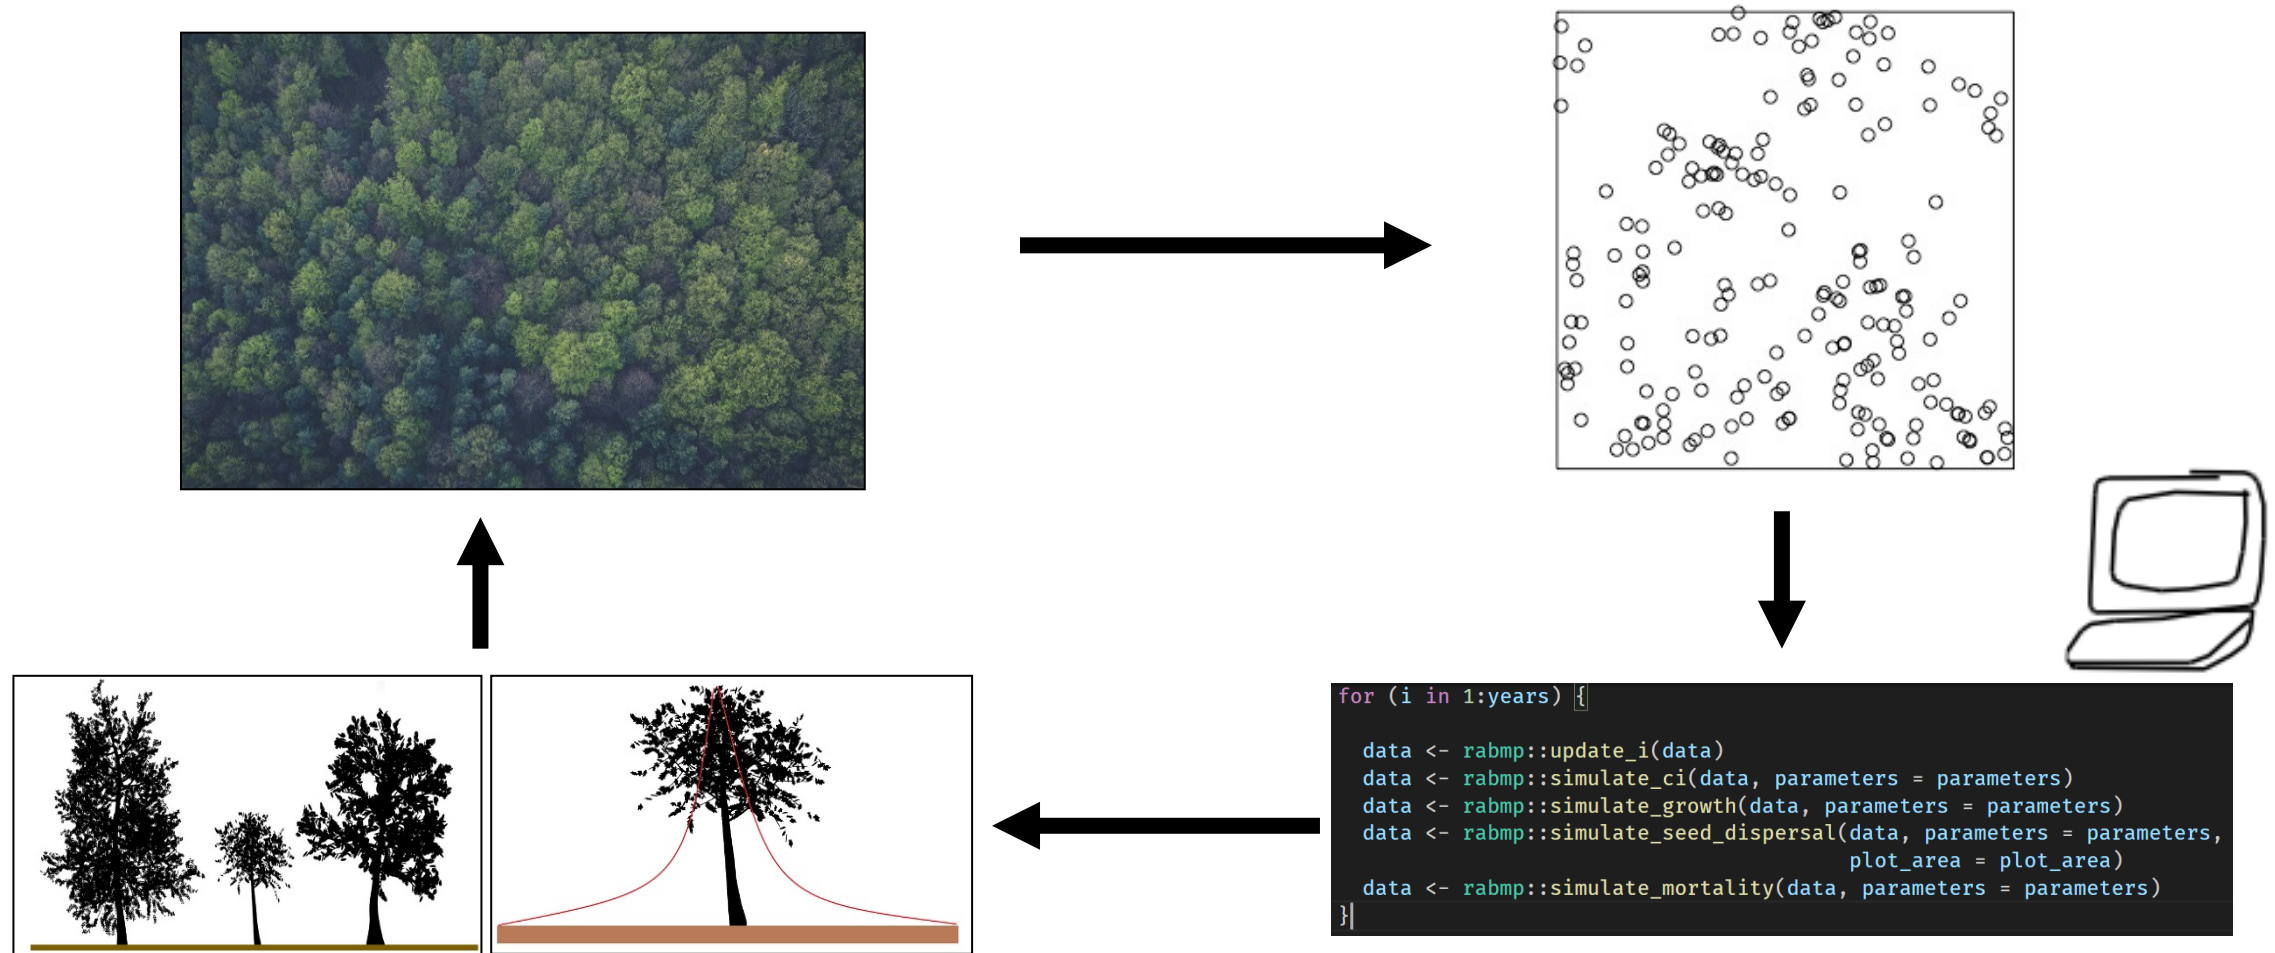 for (i in 1:years) {
data <- rabmp::update_i(data)
data <- rabmp::simulate_ci(data, parameters = parameters)
data <- rabmp::simulate_growth(data, parameters = parameters)
data <- rabmp::simulate_seed_dispersal(data, parameters = parameters,
plot_area = plot_area)
data <- rabmp::simulate_mortality(data, parameters = parameters)
}